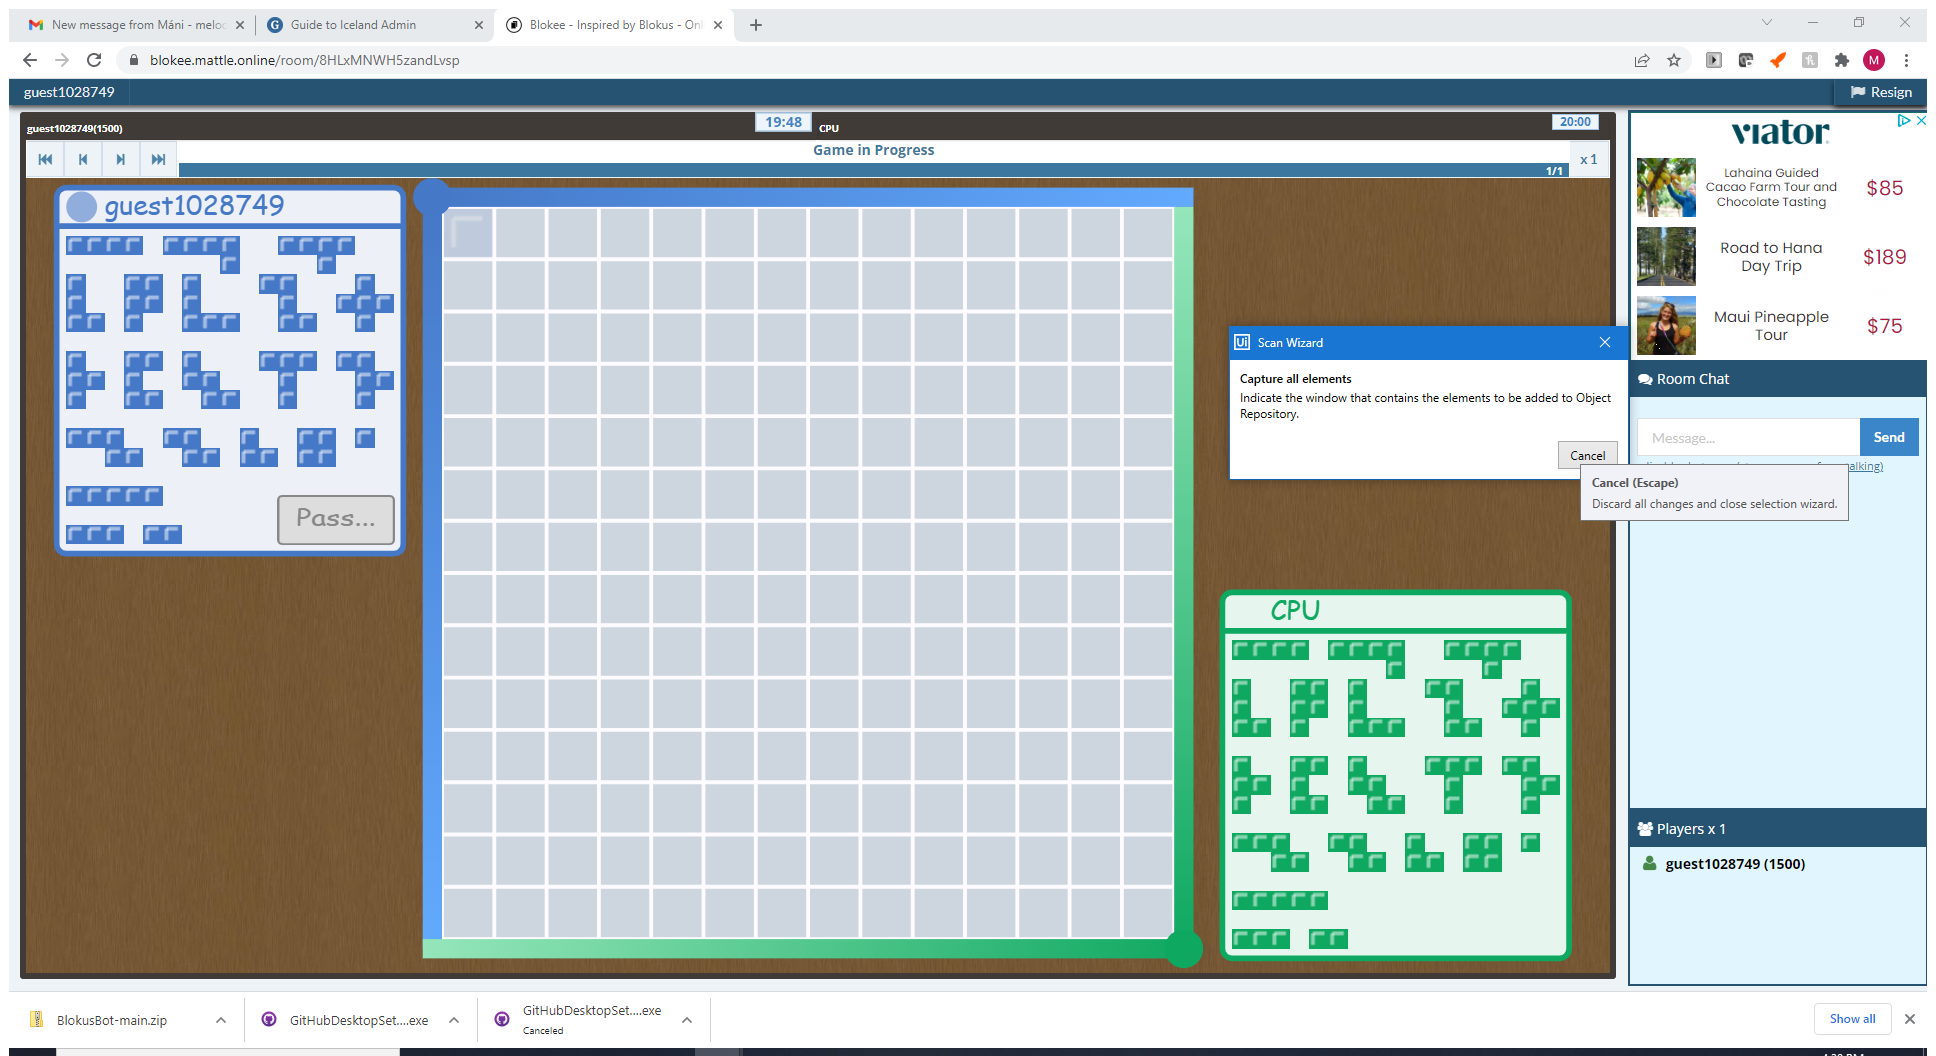 New message from Máni - meloc
Guide to Iceland Admin
Blokee - Inspired by Blokus - Onl
blokee.mattle.online/room/8HLxMNWH5zandLvsp
M
guest1028749
Resign
guest1028749(1500)
19:48
CPU
20:00
Game in Progress
1/1
x 1
guest1028749
Pass...
CPU
viator
Lahaina Guided
Cacao Farm Tour and
Chocolate Tasting
$85
Road to Hana
Day Trip
$189
Maui Pineapple
Tour
$75
Ui Scan Wizard
Capture all elements
Indicate the window that contains the elements to be added to Object
Repository.
Cancel
Cancel (Escape)
Discard all changes and close selection wizard.
Room Chat
Message...
Send
alking)
Players x 1
guest1028749 (1500)
BlokusBot-main.zip
GitHubDesktopSet....exe
GitHubDesktopSet....exe
Canceled
Show all